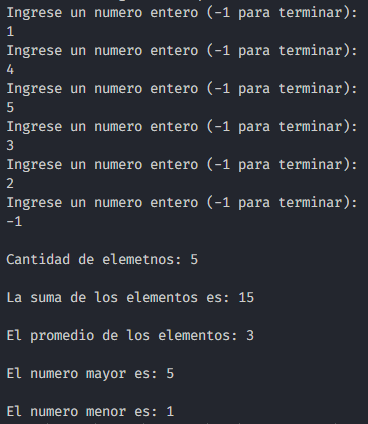 Ingrese un numero entero (-1 para terminar):
1
Ingrese un numero entero (-1 para terminar):
4
Ingrese un numero entero (-1 para terminar):
5
Ingrese un numero entero (-1 para terminar):
3
Ingrese un numero entero (-1 para terminar):
2
Ingrese un numero entero (-1 para terminar):
-1
Cantidad de elemetnos: 5
La suma de los elementos es: 15
El promedio de los elementos: 3
El numero mayor es: 5
El numero menor es: 1